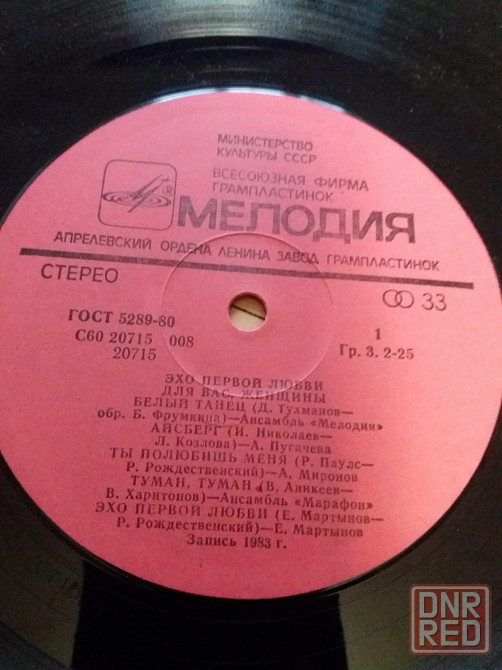 МИНИСТЕРСТВО
КУЛЬТУРЫ СССР
ВСЕСОЮЗНАЯ ФИРМА
ГРАМПЛАСТИНОК
МЕЛОДИЯ
АПРЕЛЕВСКИЙ ОРДЕНА ЛЕНИНА ЗАВОД ГРАМПЛАСТИНОК
СТЕРЕО
33
ГОСТ 5289-80
С60 20715 008
20715
1
Гр. 3. 2-25
ЭХО ПЕРВОЙ ЛЮБВИ
ДЛЯ ВАС, ЖЕНЩИНЫ
БЕЛЫЙ ТАНЕЦ (Д. Тухманов—
обр. Б. Фрумкина)—Ансамбль «Мелодия»
АЙСБЕРГ (И. Николаев—
Л. Козлова)—А. Пугачева
ТЫ ПОЛЮБИШЬ МЕНЯ (Р. Паулс—
Р. Рождественский)—А. Миронов
ТУМАН, ТУМАН (В. Аникеев—
В. Харитонов)—Ансамбль «Марафон»
ЭХО ПЕРВОЙ ЛЮБВИ (Е. Мартынов—
Р. Рождественский)—Е. Мартынов
Запись 1983 г.
DNR
RED